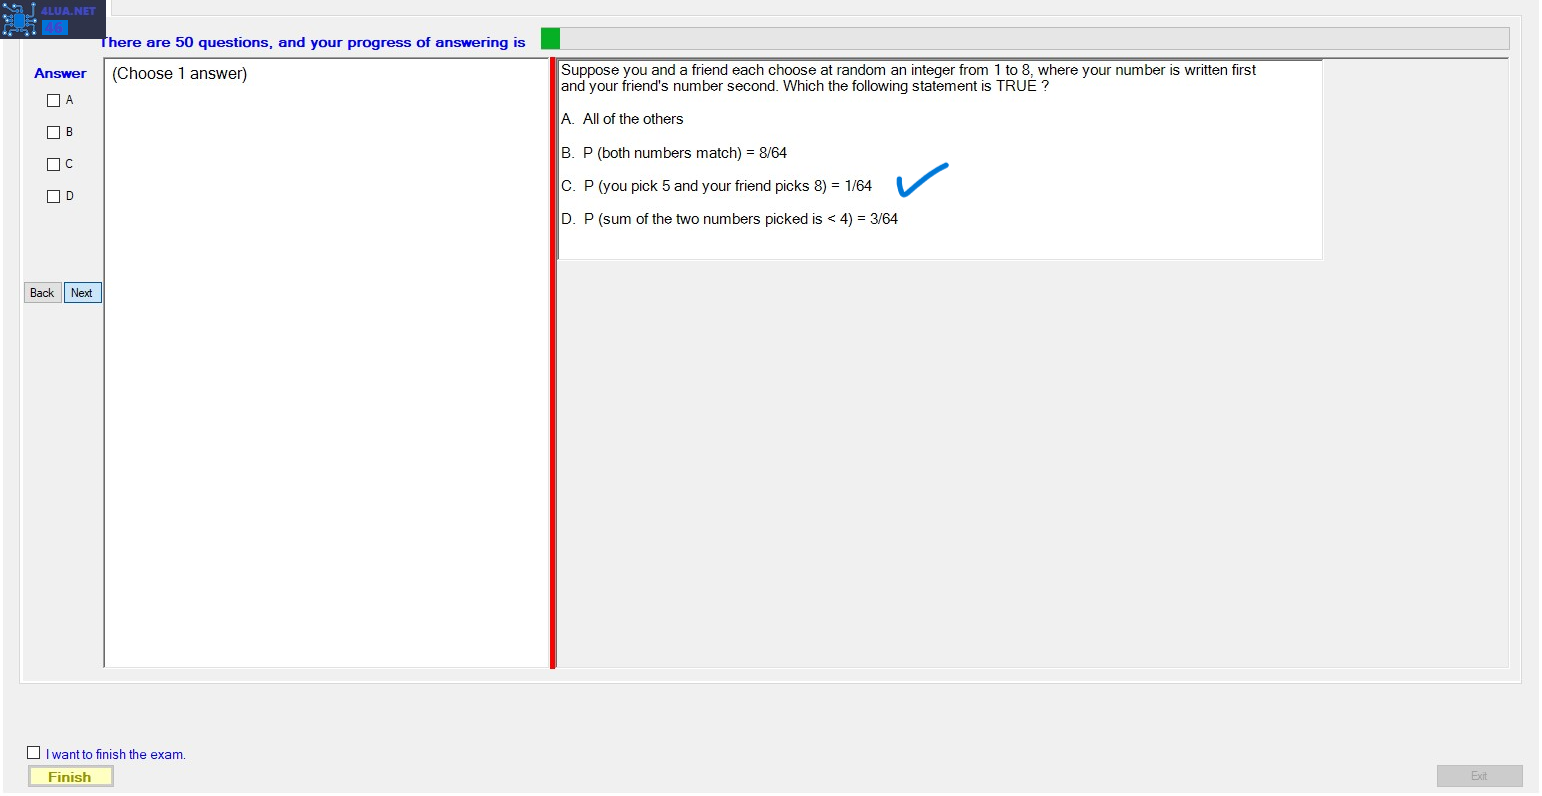 4LUA.NET
46
There are 50 questions, and your progress of answering is
Answer
(Choose 1 answer)
A
B
C
D
Back Next
Suppose you and a friend each choose at random an integer from 1 to 8, where your number is written first
and your friend's number second. Which the following statement is TRUE ?
A. All of the others
B. P (both numbers match) = 8/64
C. P (you pick 5 and your friend picks 8) = 1/64
D. P (sum of the two numbers picked is < 4) = 3/64
I want to finish the exam.
Finish
Exit